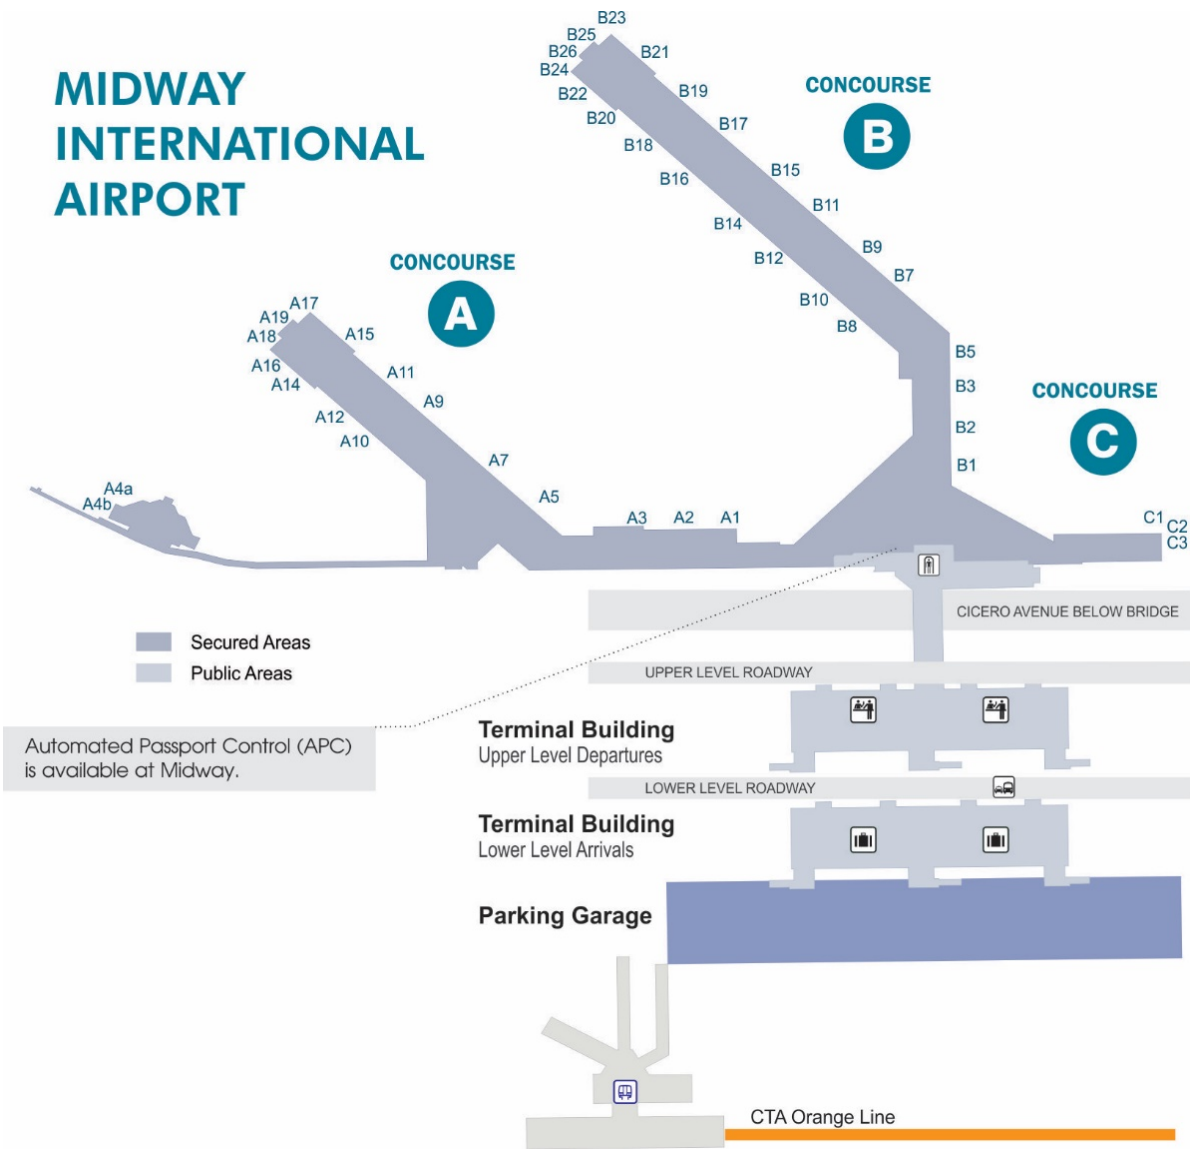 MIDWAY
INTERNATIONAL
AIRPORT
B23
B25
B26
B21
B24
B22
B19
B20
B17
B18
B16
B15
B14
B11
B12
B9
B7
B10
B8
B5
B3
B2
B1
CONCOURSE
B
CONCOURSE
A
A17
A19
A18
A15
A16
A14
A11
A9
A12
A10
A7
A5
A4a
A4b
A3
A2
A1
CONCOURSE
C
C1
C2
C3
CICERO AVENUE BELOW BRIDGE
Secured Areas
Public Areas
UPPER LEVEL ROADWAY
Automated Passport Control (APC)
is available at Midway.
Terminal Building
Upper Level Departures
LOWER LEVEL ROADWAY
Terminal Building
Lower Level Arrivals
Parking Garage
CTA Orange Line